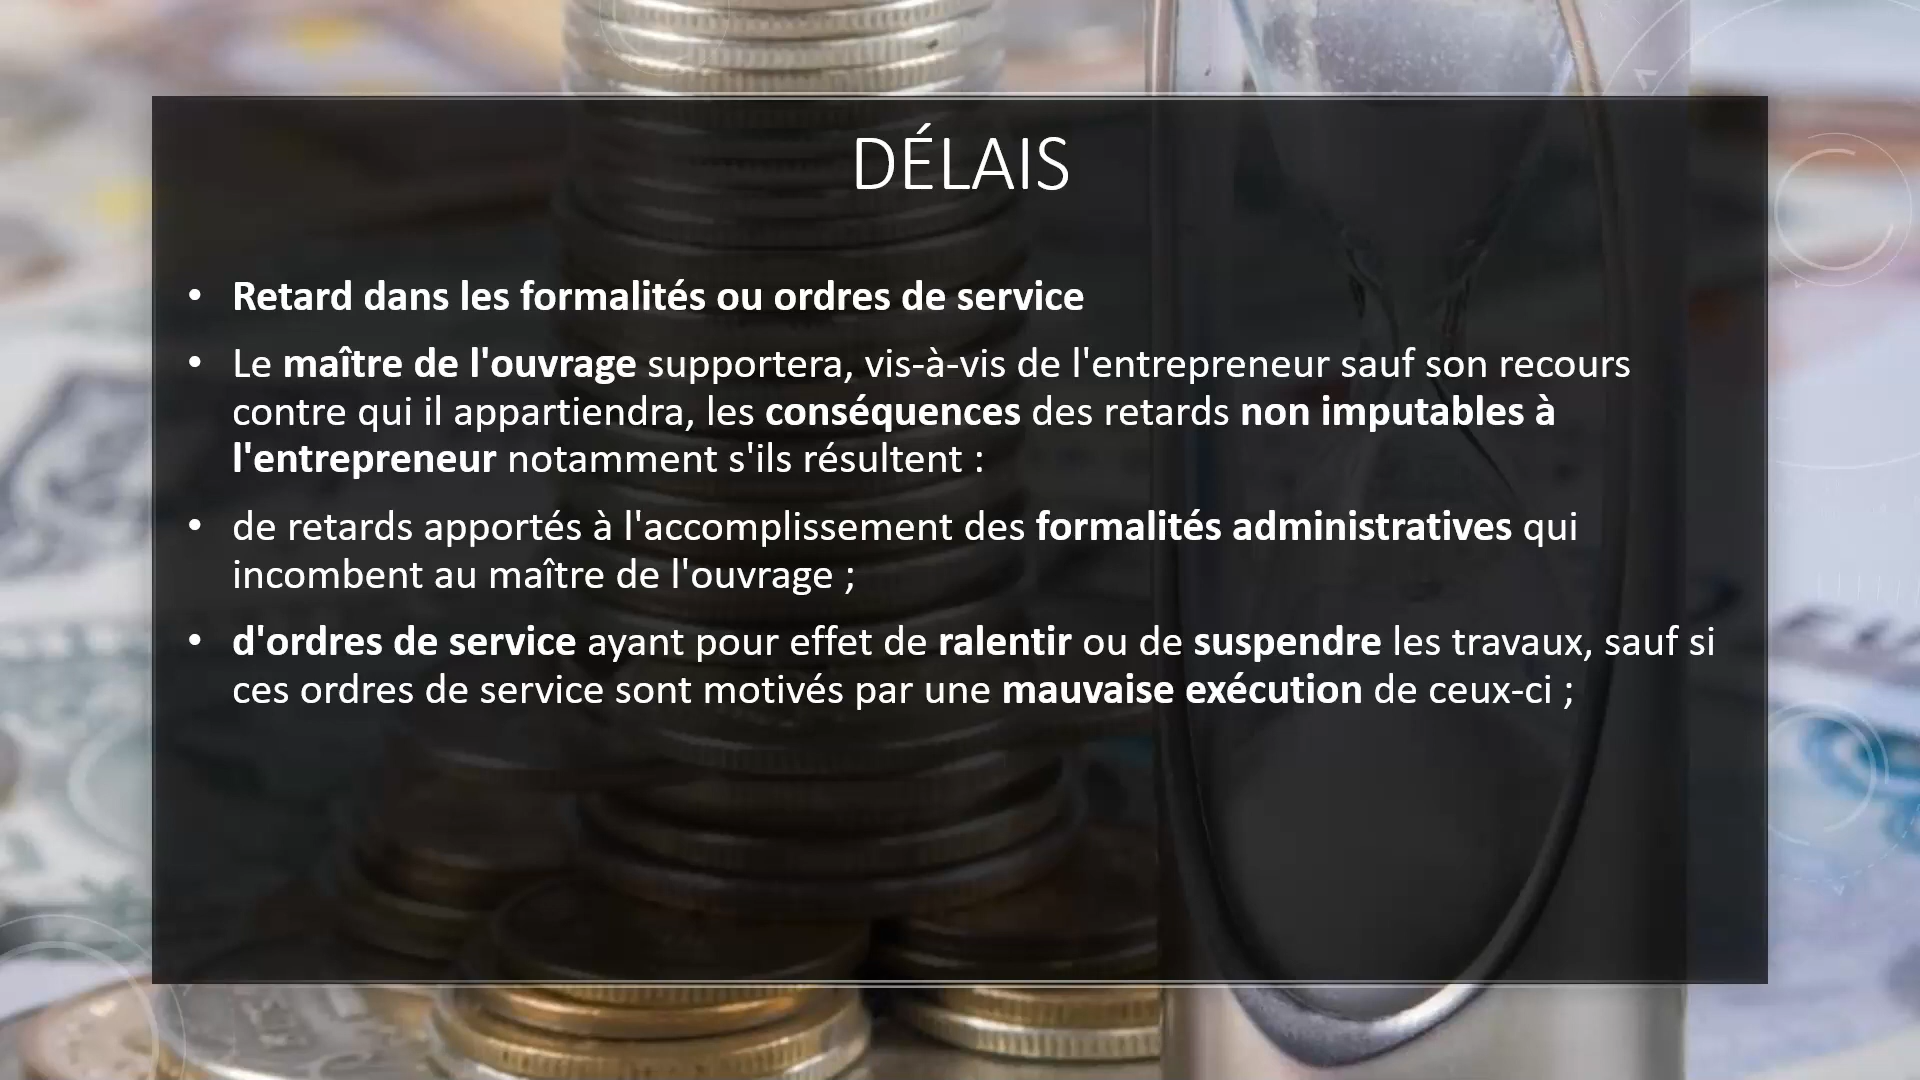 DÉLAIS
• Retard dans les formalités ou ordres de service
• Le maître de l'ouvrage supportera, vis-à-vis de l'entrepreneur sauf son recours
contre qui il appartiendra, les conséquences des retards non imputables à
l'entrepreneur notamment s'ils résultent :
• de retards apportés à l'accomplissement des formalités administratives qui
incombent au maître de l'ouvrage ;
• d'ordres de service ayant pour effet de ralentir ou de suspendre les travaux, sauf si
ces ordres de service sont motivés par une mauvaise exécution de ceux-ci ;